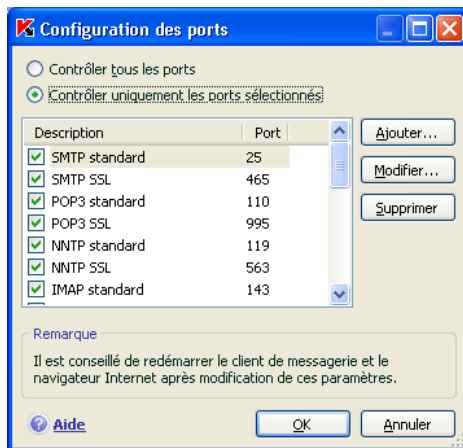 Configuration des ports
Contrôler tous les ports
Contrôler uniquement les ports sélectionnés
Description Port
SMTP standard 25
SMTP SSL 465
POP3 standard 110
POP3 SSL 995
NNTP standard 119
NNTP SSL 563
IMAP standard 143
Ajouter...
Modifier...
Supprimer
Remarque
Il est conseillé de redémarrer le client de messagerie et le
navigateur Internet après modification de ces paramètres.
Aide
OK
Annuler